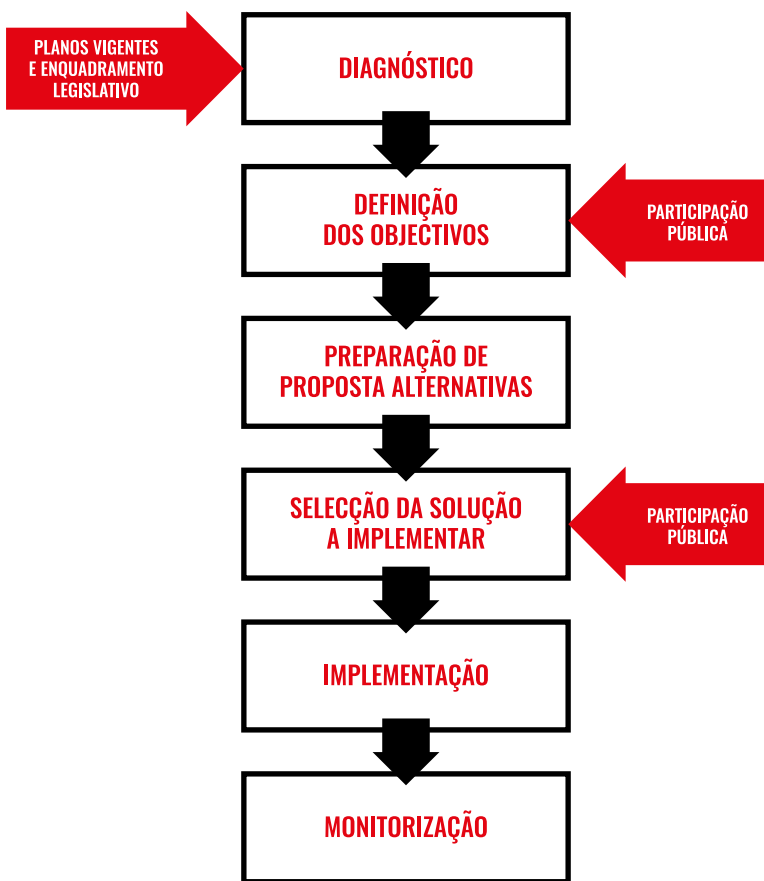 PLANOS VIGENTES
E ENQUADRAMENTO
LEGISLATIVO
DIAGNÓSTICO
DEFINIÇÃO
DOS OBJECTIVOS
PARTICIPAÇÃO
PÚBLICA
PREPARAÇÃO DE
PROPOSTA ALTERNATIVAS
SELECÇÃO DA SOLUÇÃO
A IMPLEMENTAR
PARTICIPAÇÃO
PÚBLICA
IMPLEMENTAÇÃO
MONITORIZAÇÃO